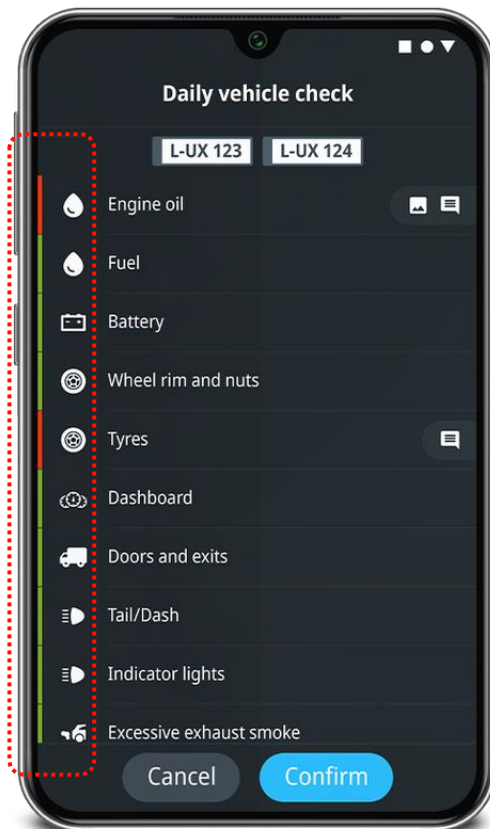 Daily vehicle check
L-UX 123 L-UX 124
Engine oil
Fuel
Battery
Wheel rim and nuts
Tyres
Dashboard
Doors and exits
Tail/Dash
Indicator lights
Excessive exhaust smoke
Cancel Confirm